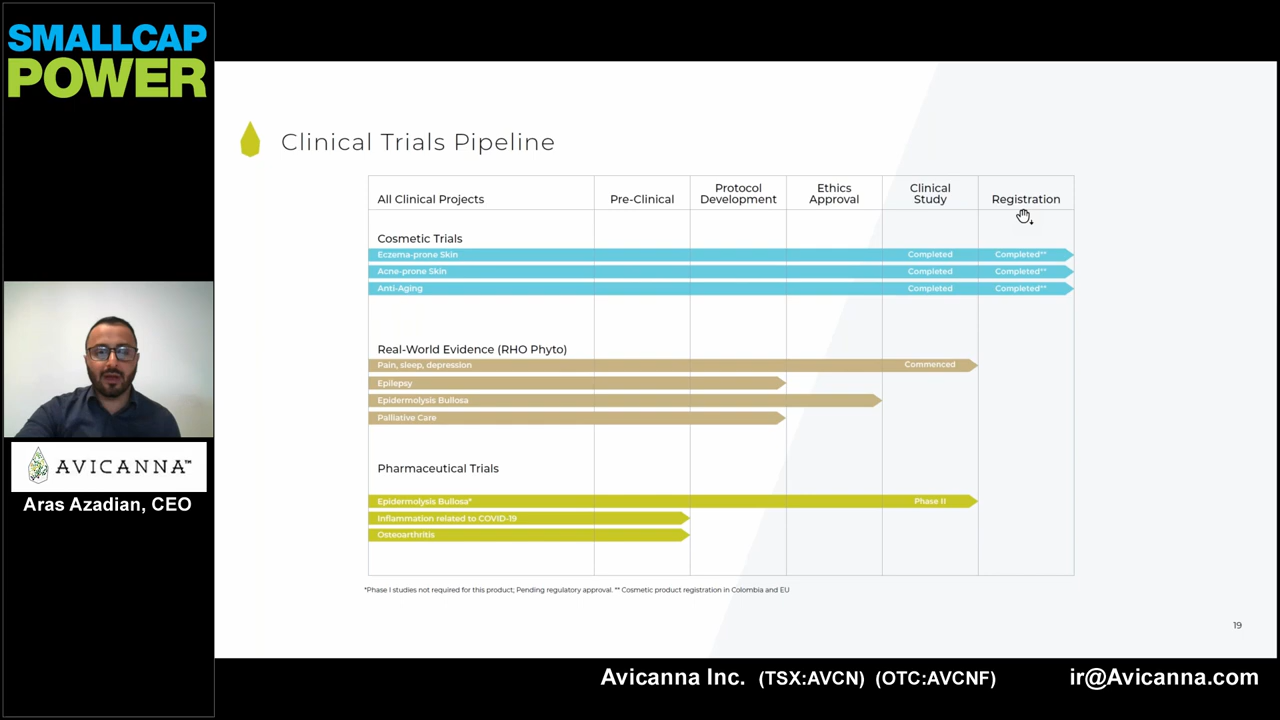 SMALLCAP
POWER
AVICANNA™
Aras Azadian, CEO
Clinical Trials Pipeline
All Clinical Projects
Pre-Clinical
Protocol
Development
Ethics
Approval
Clinical
Study
Registration
Cosmetic Trials
Eczema-prone Skin Completed Completed**
Acne-prone Skin Completed Completed**
Anti-Aging Completed Completed**
Real-World Evidence (RHO Phyto)
Pain, sleep, depression Commenced
Epilepsy
Epidermolysis Bullosa
Palliative Care
Pharmaceutical Trials
Epidermolysis Bullosa* Phase II
Inflammation related to COVID-19
Osteoarthritis
*Phase I studies not required for this product; Pending regulatory approval. ** Cosmetic product registration in Colombia and EU
19
Avicanna Inc. (TSX:AVCN) (OTC:AVCNF) ir@Avicanna.com